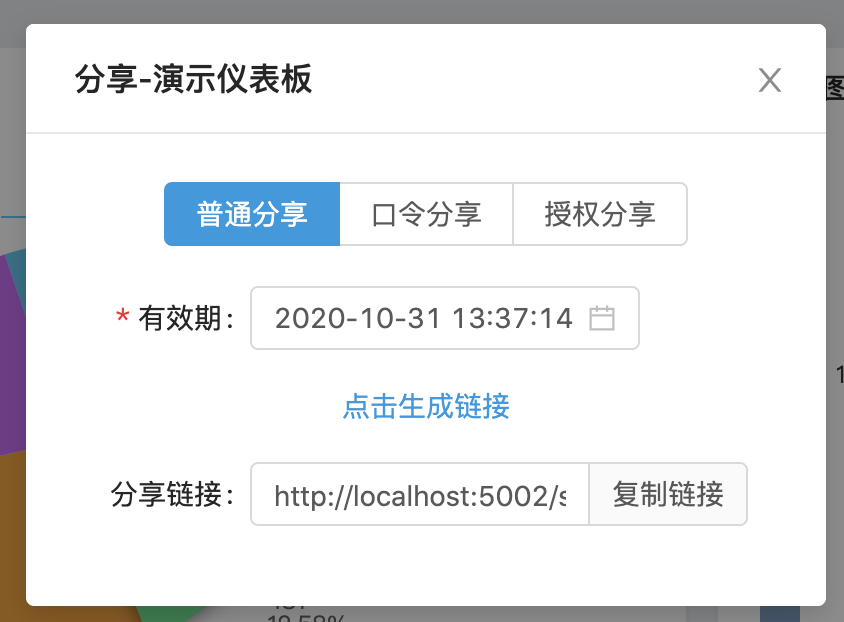 分享-演示仪表板
图
普通分享 口令分享 授权分享
* 有效期:
2020-10-31 13:37:14
点击生成链接
分享链接:
http://localhost:5002/s
复制链接